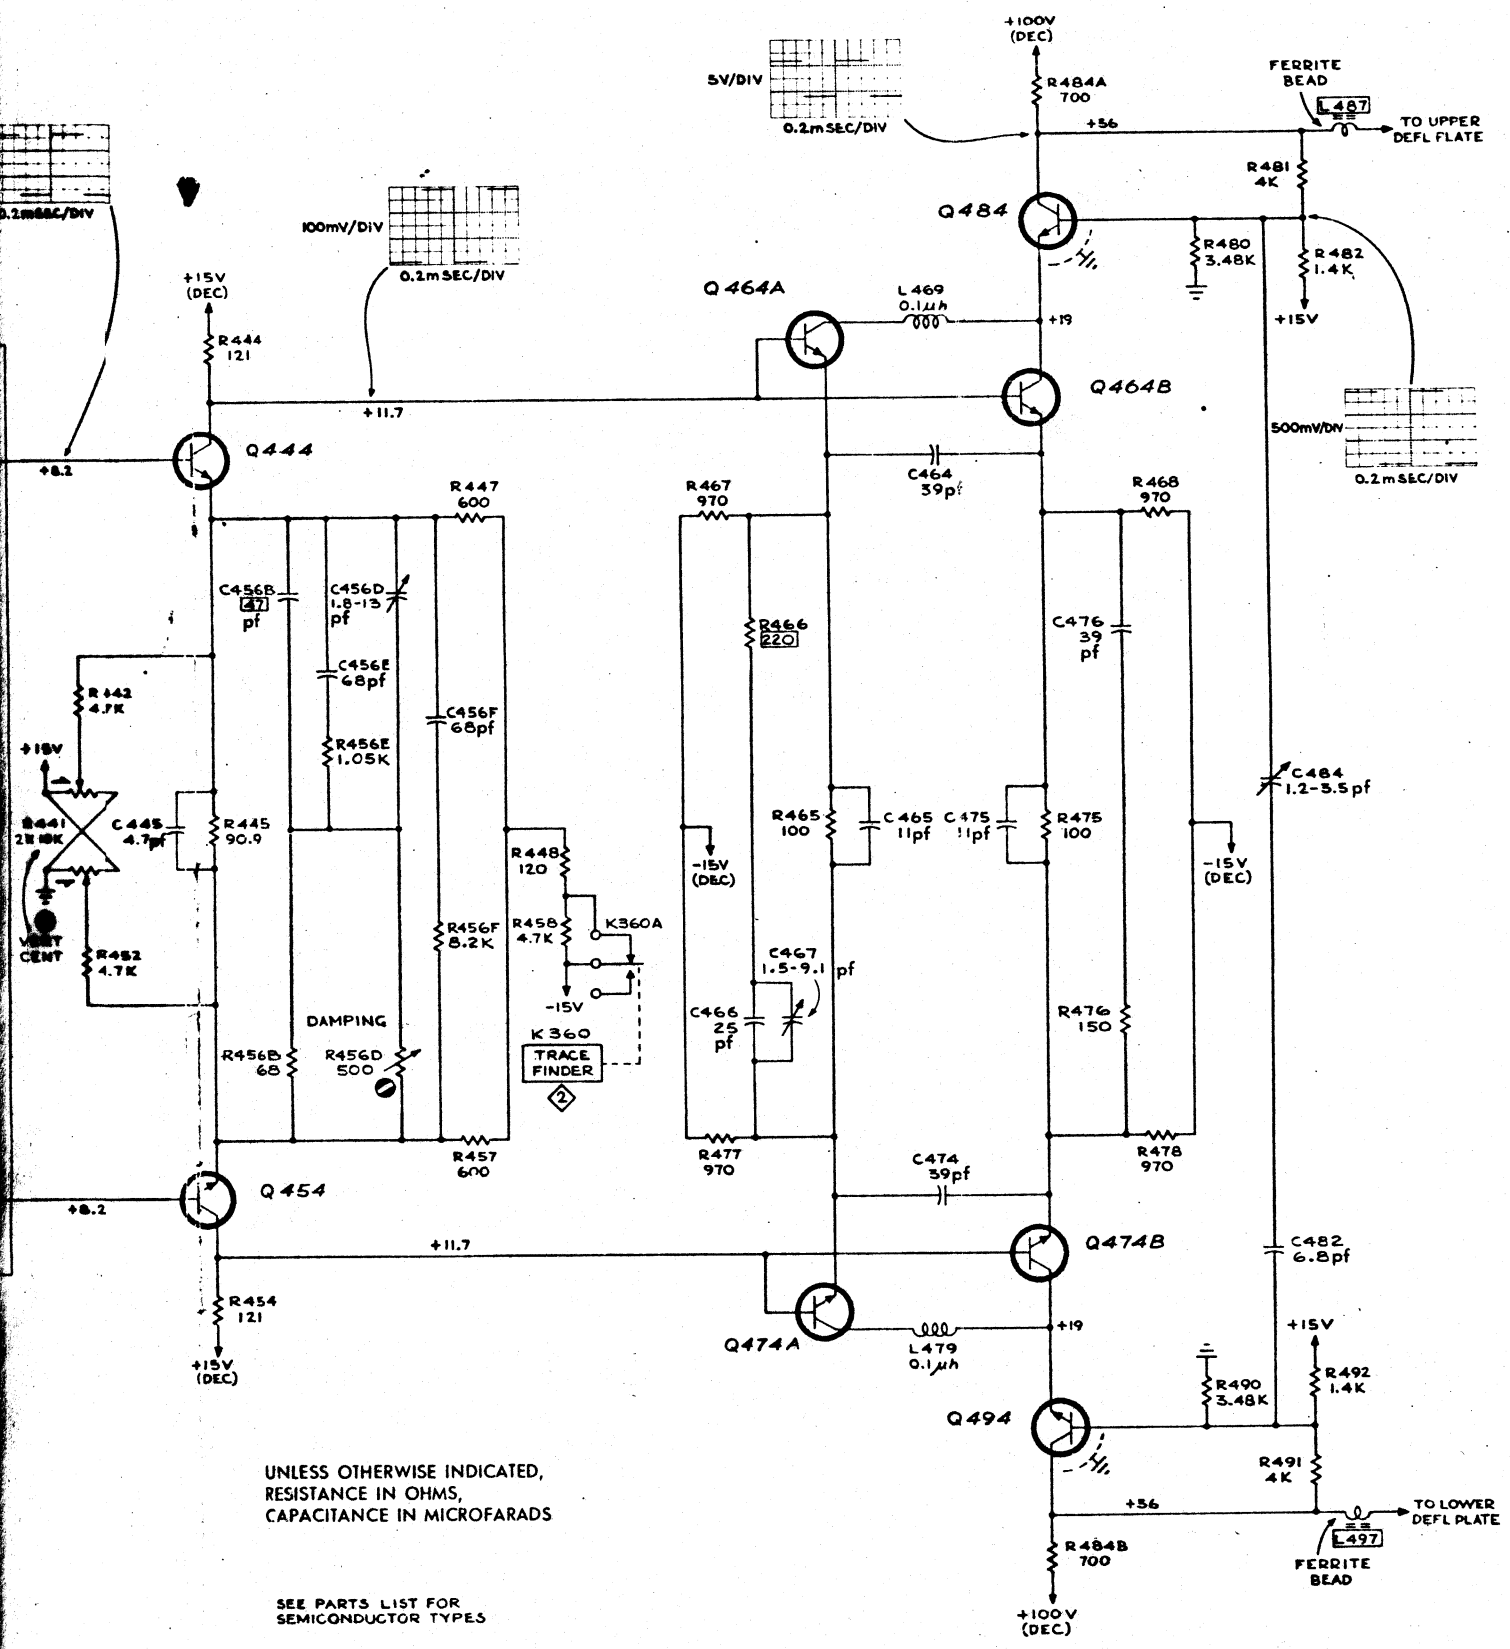 +100V
(DEC)
R484A
700
5V/DIV
0.2mSEC/DIV
+56
FERRITE
BEAD
L487
TO UPPER
DEFL PLATE
R481
4K
Q484
R480
3.48K
R482
1.4K
+15V
0.2mSEC/DIV
100mV/DIV
0.2mSEC/DIV
+15V
(DEC)
R444
121
Q464A
L469
0.1µh
+19
Q464B
+11.7
500mV/DIV
0.2mSEC/DIV
+8.2
Q444
C464
39pf
R447
600
R467
970
R468
970
C456B
47
pf
C456D
1.8-13
pf
C456E
68pf
R456E
1.05K
C456F
68pf
R466
220
C476
39
pf
R442
4.7K
+15V
R441
VERT
CENT
C445
4.7pf
R445
90.9
R452
4.7K
R448
120
R458
4.7K
K360A
-15V
K360
TRACE
FINDER
2
R456F
8.2K
DAMPING
R456B
68
R456D
500
-15V
(DEC)
R465
100
C465
11pf
C475
11pf
R475
100
C484
1.2-3.5pf
-15V
(DEC)
C467
1.5-9.1 pf
C466
25
pf
R476
150
R457
600
R477
970
R478
970
C474
39pf
+8.2
Q454
+11.7
Q474B
C482
6.8pf
R454
121
+15V
(DEC)
Q474A
L479
0.1µh
+19
+15V
R490
3.48K
R492
1.4K
Q494
R491
4K
+56
TO LOWER
DEFL PLATE
L497
FERRITE
BEAD
R484B
700
+100V
(DEC)
UNLESS OTHERWISE INDICATED,
RESISTANCE IN OHMS,
CAPACITANCE IN MICROFARADS
SEE PARTS LIST FOR
SEMICONDUCTOR TYPES